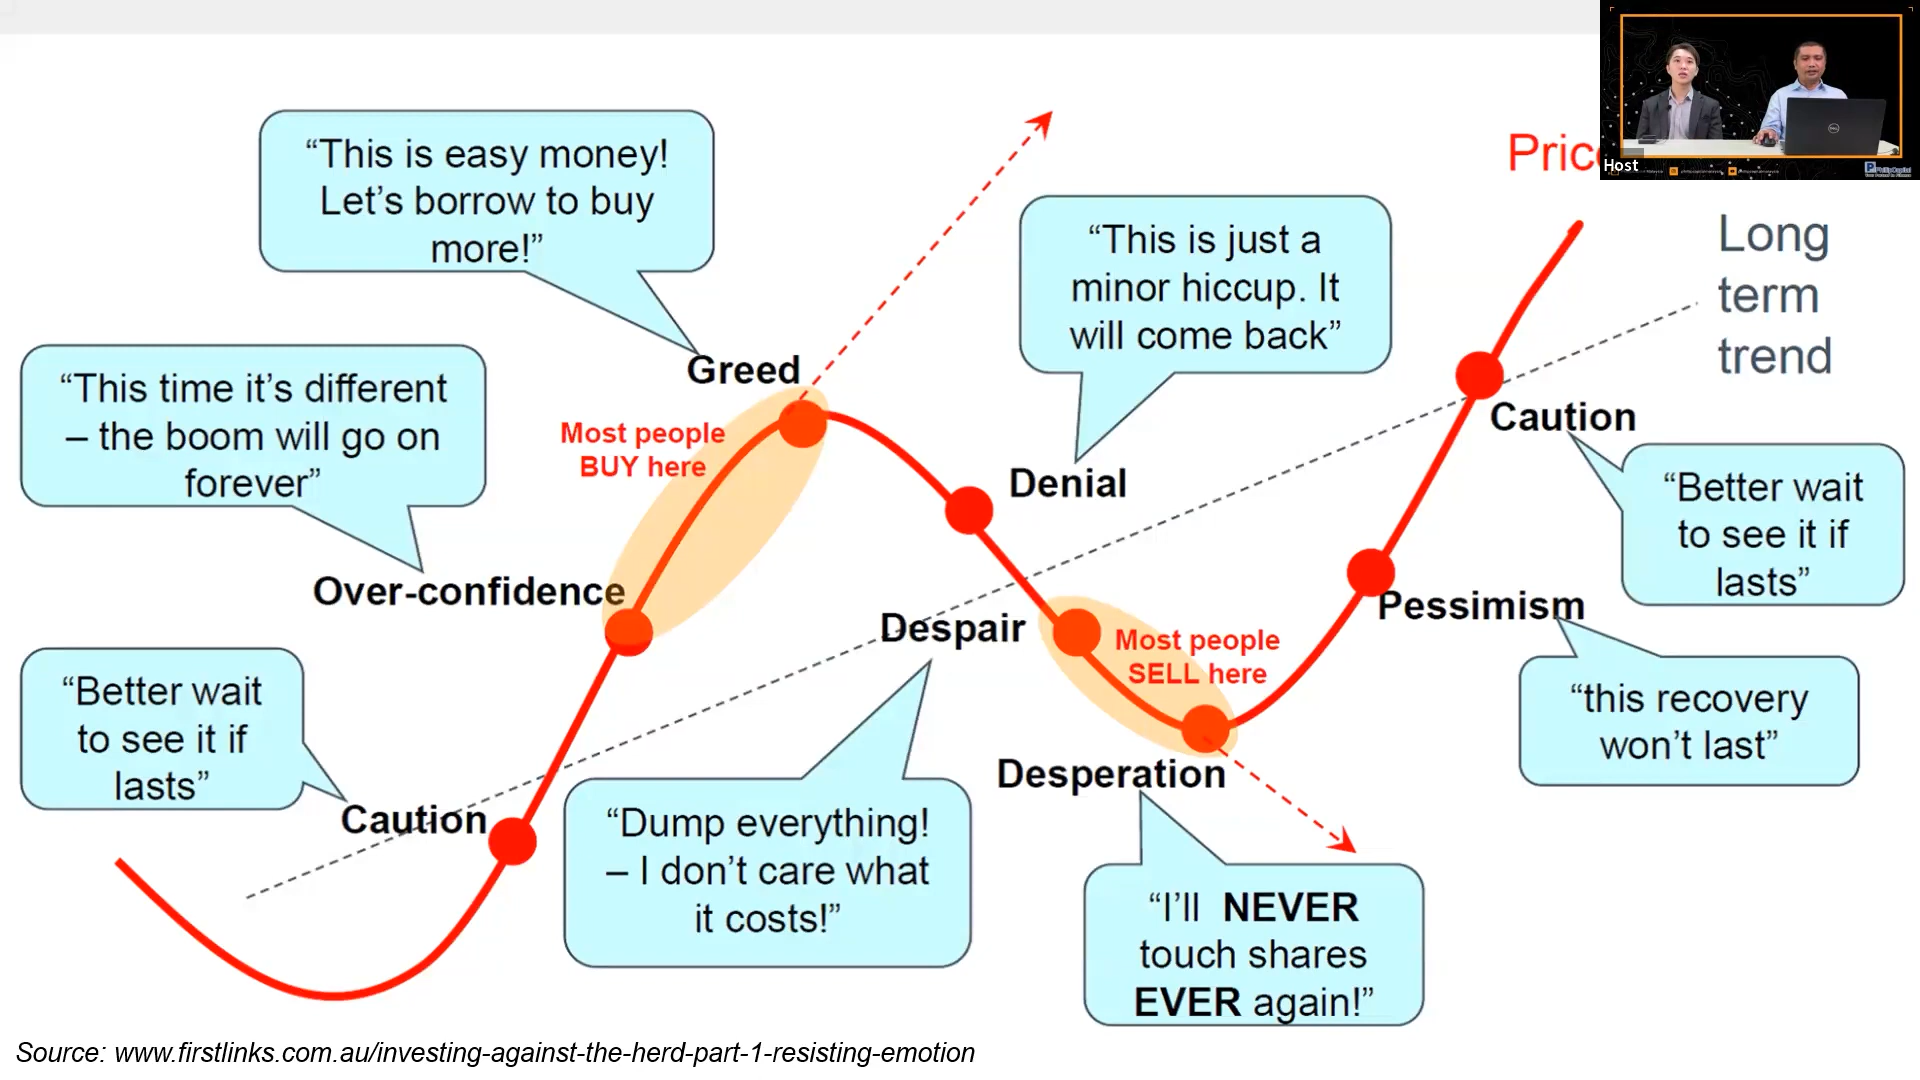 “This is easy money!
Let’s borrow to buy
more!”
Host
“This is just a
minor hiccup. It
will come back”
Long
term
trend
Greed
“This time it’s different
– the boom will go on
forever”
Most people
BUY here
Caution
Denial
“Better wait
to see it if
lasts”
Over-confidence
Despair
Most people
SELL here
Pessimism
“this recovery
won’t last”
“Better wait
to see it if
lasts”
Caution
Desperation
“Dump everything!
– I don’t care what
it costs!”
“I’ll NEVER
touch shares
EVER again!”
Source: www.firstlinks.com.au/investing-against-the-herd-part-1-resisting-emotion